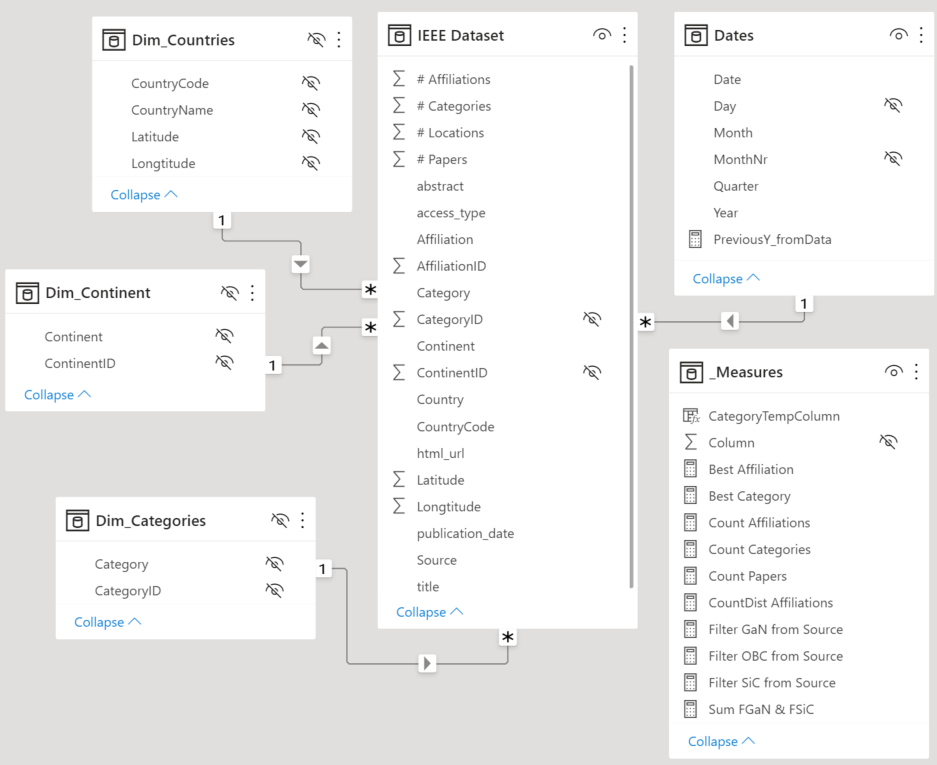 Dim_Countries
CountryCode
CountryName
Latitude
Longtitude
Collapse
1
*
Dim_Continent
Continent
ContinentID
Collapse
1
*
Dim_Categories
Category
CategoryID
Collapse
1
*
IEEE Dataset
# Affiliations
# Categories
# Locations
# Papers
abstract
access_type
Affiliation
AffiliationID
Category
CategoryID
Continent
ContinentID
Country
CountryCode
html_url
Latitude
Longtitude
publication_date
Source
title
Collapse
Dates
Date
Day
Month
MonthNr
Quarter
Year
PreviousY_fromData
Collapse
1
*
_Measures
CategoryTempColumn
Column
Best Affiliation
Best Category
Count Affiliations
Count Categories
Count Papers
CountDist Affiliations
Filter GaN from Source
Filter OBC from Source
Filter SiC from Source
Sum FGaN & FSiC
Collapse